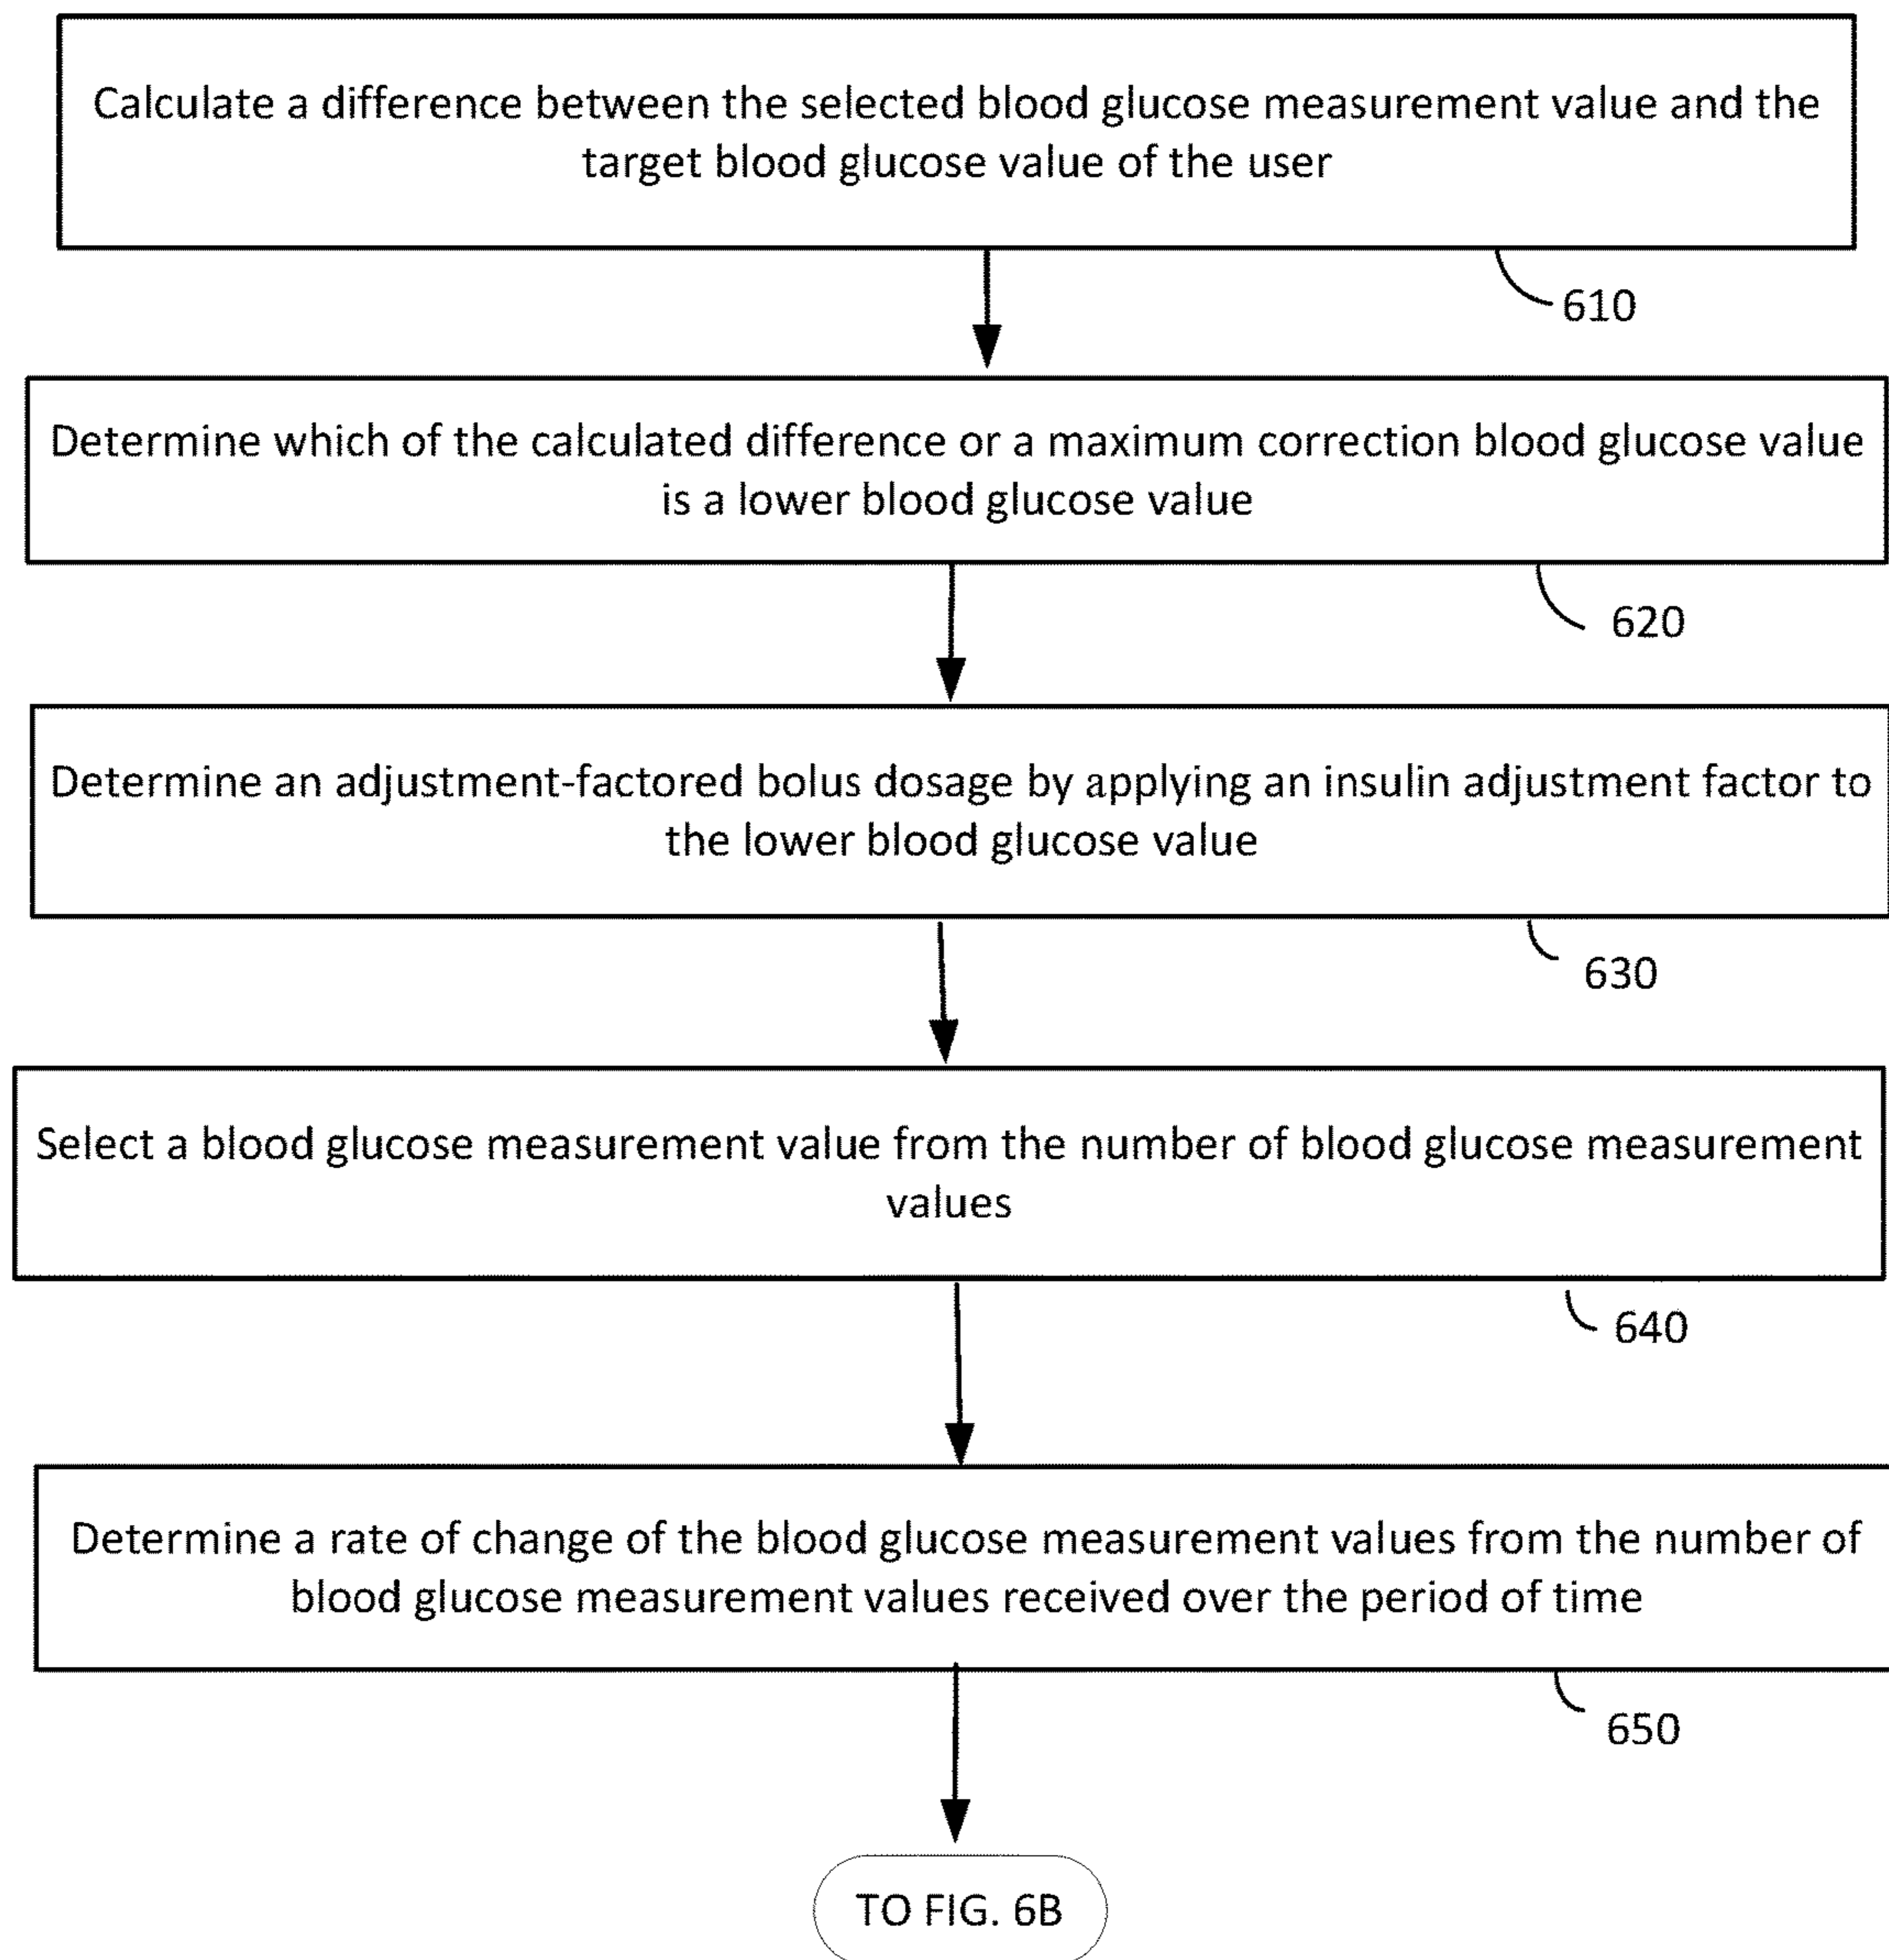 Calculate a difference between the selected blood glucose measurement value and the
target blood glucose value of the user
610
Determine which of the calculated difference or a maximum correction blood glucose value
is a lower blood glucose value
620
Determine an adjustment-factored bolus dosage by applying an insulin adjustment factor to
the lower blood glucose value
630
Select a blood glucose measurement value from the number of blood glucose measurement
values
640
Determine a rate of change of the blood glucose measurement values from the number of
blood glucose measurement values received over the period of time
650
TO FIG. 6B